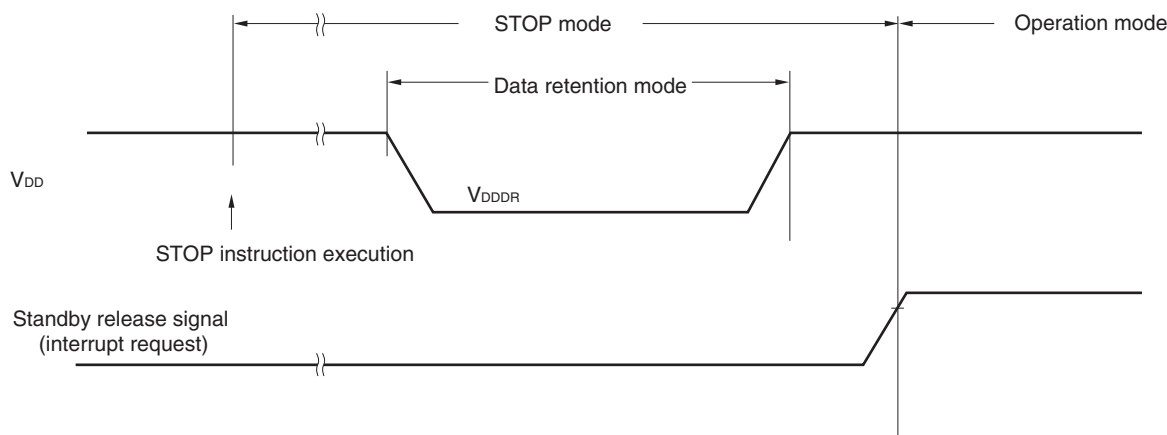 STOP mode
Operation mode
Data retention mode
VDD
VDDDR
STOP instruction execution
Standby release signal
(interrupt request)